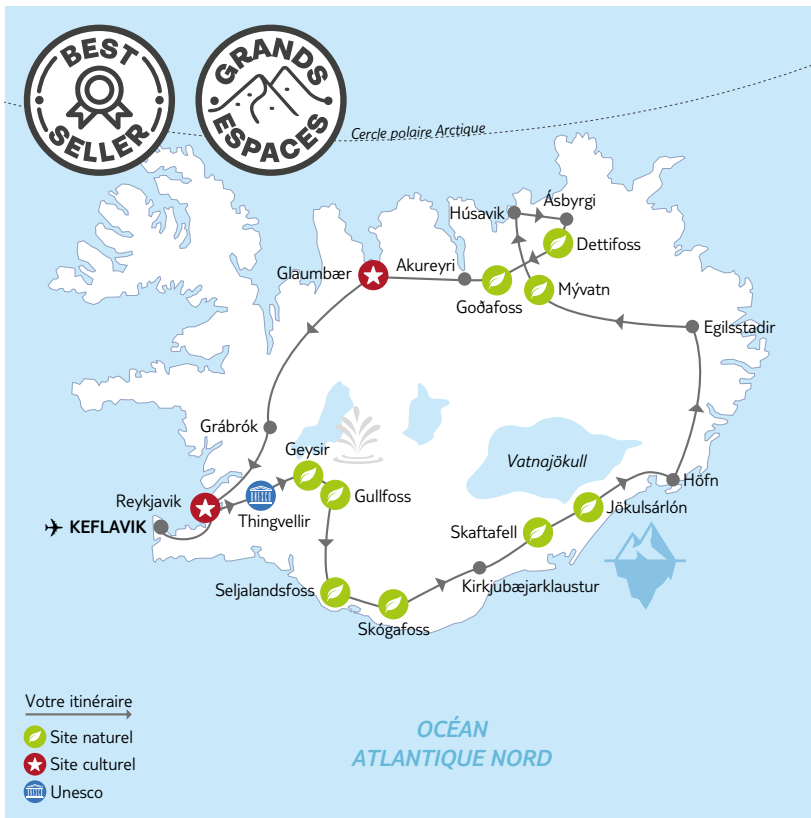 BEST
SELLER
GRANDS
ESPACES
Cercle polaire Arctique
Húsavik
Ásbyrgi
Dettifoss
Glaumbær
Akureyri
Goðafoss
Mývatn
Egilsstadir
Grábrók
Geysir
Vatnajökull
Höfn
Reykjavik
Gullfoss
Jökulsárlón
KEFLAVIK
Thingvellir
Skaftafell
Seljalandsfoss
Kirkjubæjarklaustur
Skógafoss
Votre itinéraire
Site naturel
Site culturel
Unesco
OCÉAN
ATLANTIQUE NORD